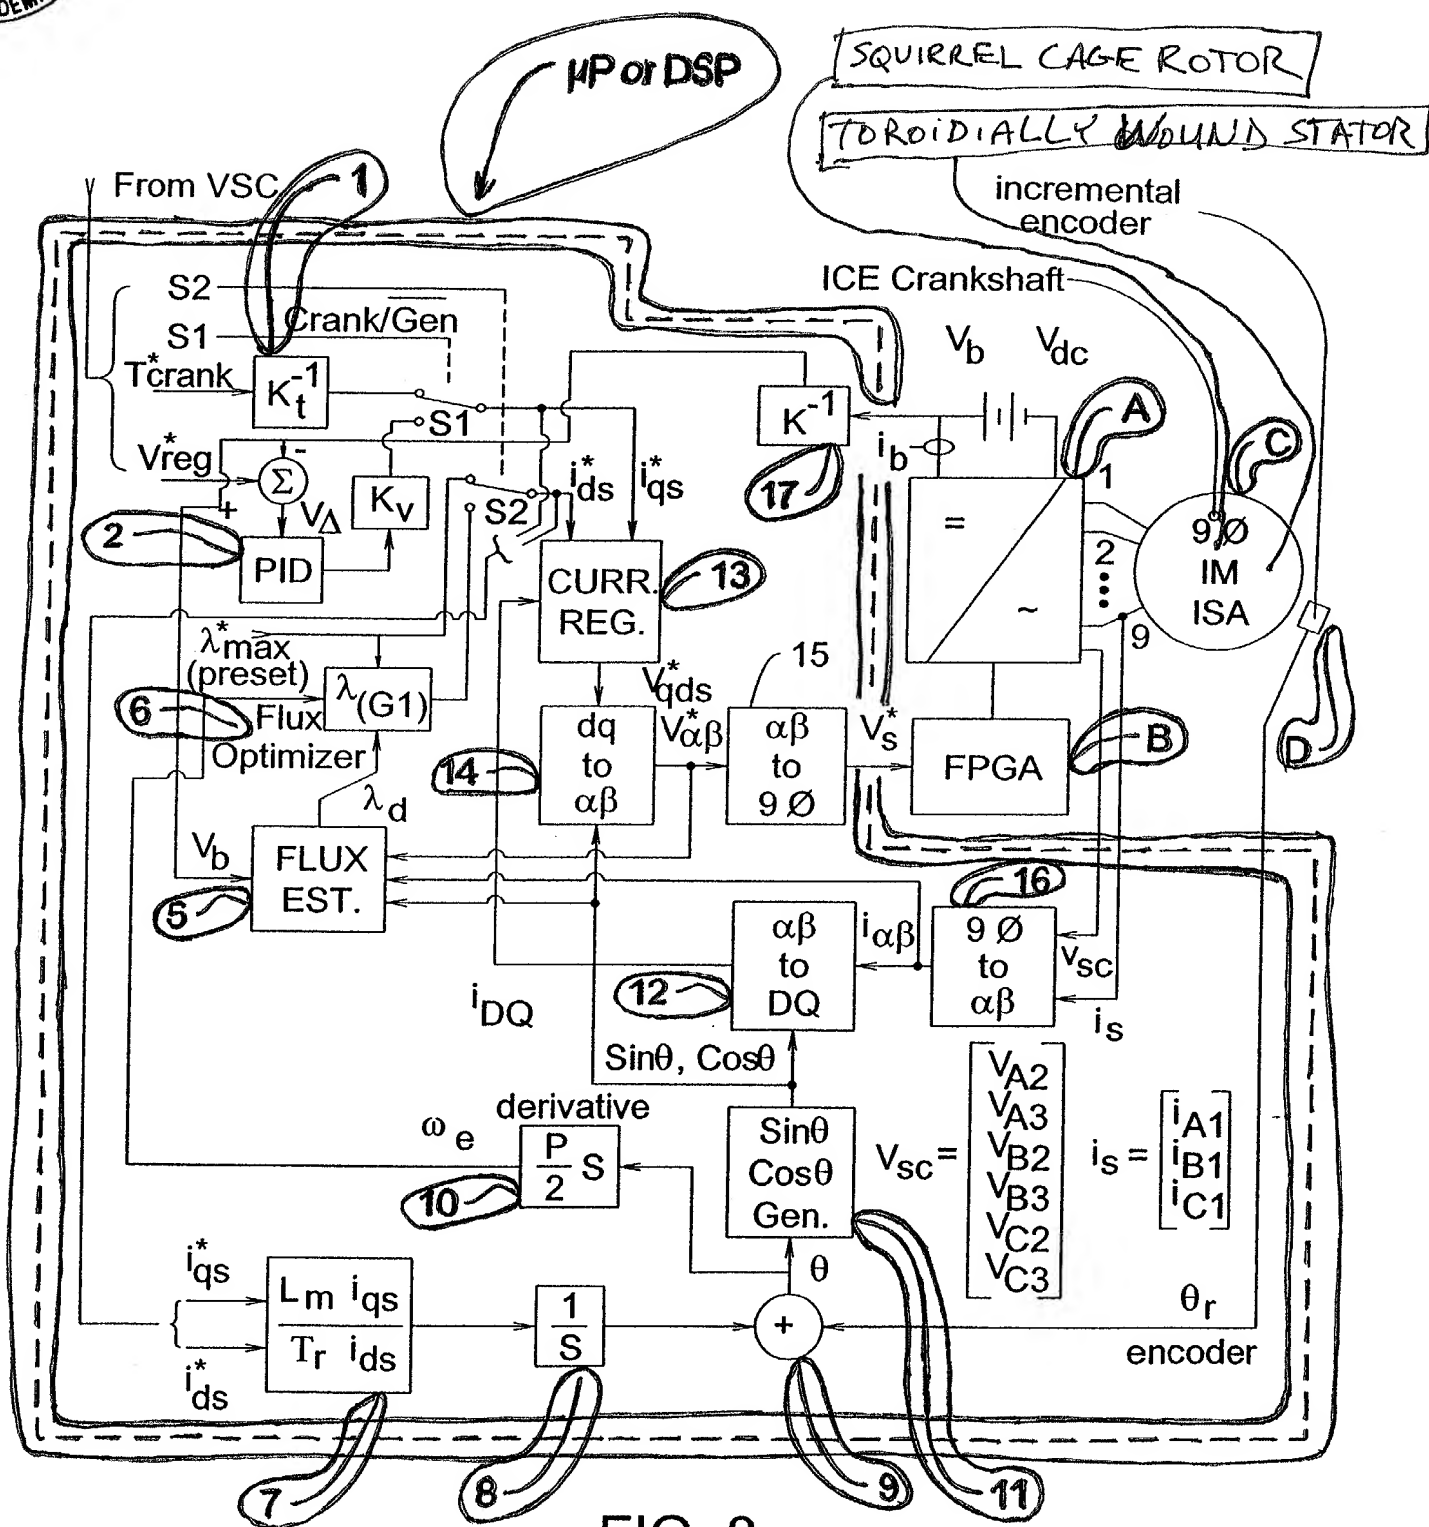 DEM
µP or DSP
SQUIRREL CAGE ROTOR
TOROIDIALLY WOUND STATOR
From VSC
1
incremental
encoder
ICE Crankshaft
S2
Crank/Gen
S1
T*crank
K_t^-1
S1
V*reg
-
Σ
+
V_Δ
K_v
2
PID
S2
i*ds
i*qs
K^-1
17
i_b
V_b
V_dc
A
1
C
=
~
2
9
9 Ø
IM
ISA
D
CURR.
REG.
13
λ*max
(preset)
λ(G1)
6
Flux
Optimizer
λ_d
V*qds
V*αβ
15
dq
to
αβ
14
αβ
to
9 Ø
V*s
FPGA
B
V_b
FLUX
EST.
5
16
αβ
to
DQ
12
i_αβ
9 Ø
to
αβ
v_sc
i_s
i_DQ
Sinθ, Cosθ
derivative
ω_e
P/2 S
10
Sinθ
Cosθ
Gen.
V_sc =
V_A2
V_A3
V_B2
V_B3
V_C2
V_C3
i_s =
i_A1
i_B1
i_C1
θ
θ_r
encoder
i*qs
i*ds
L_m i_qs
T_r i_ds
1/S
+
7
8
9
11